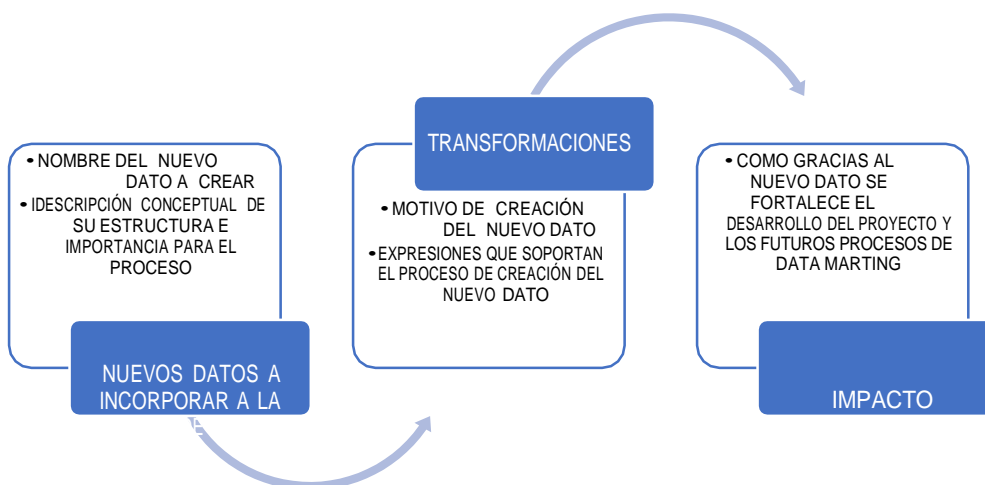 • NOMBRE DEL NUEVO
DATO A CREAR
• IDESCRIPCIÓN CONCEPTUAL DE
SU ESTRUCTURA E
IMPORTANCIA PARA EL
PROCESO
NUEVOS DATOS A
INCORPORAR A LA
TRANSFORMACIONES
• MOTIVO DE CREACIÓN
DEL NUEVO DATO
• EXPRESIONES QUE SOPORTAN
EL PROCESO DE CREACIÓN DEL
NUEVO DATO
• COMO GRACIAS AL
NUEVO DATO SE
FORTALECE EL
DESARROLLO DEL PROYECTO Y
LOS FUTUROS PROCESOS DE
DATA MARTING
IMPACTO